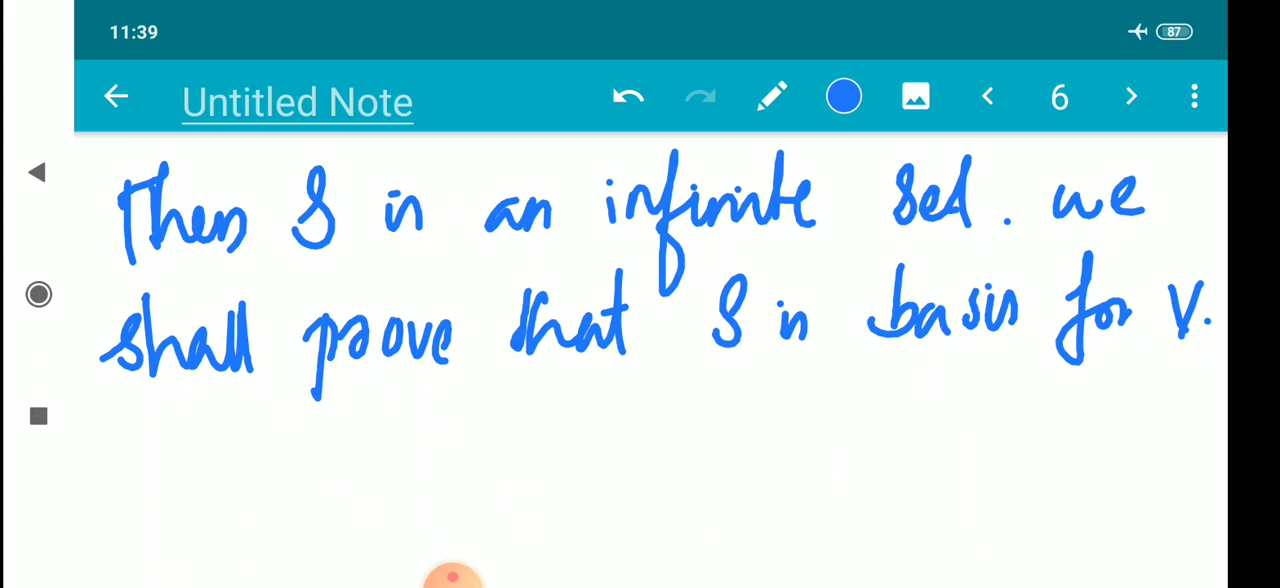 11:39
87
Untitled Note
6
Then S is an infinite set. we
shall prove that S is basis for V.